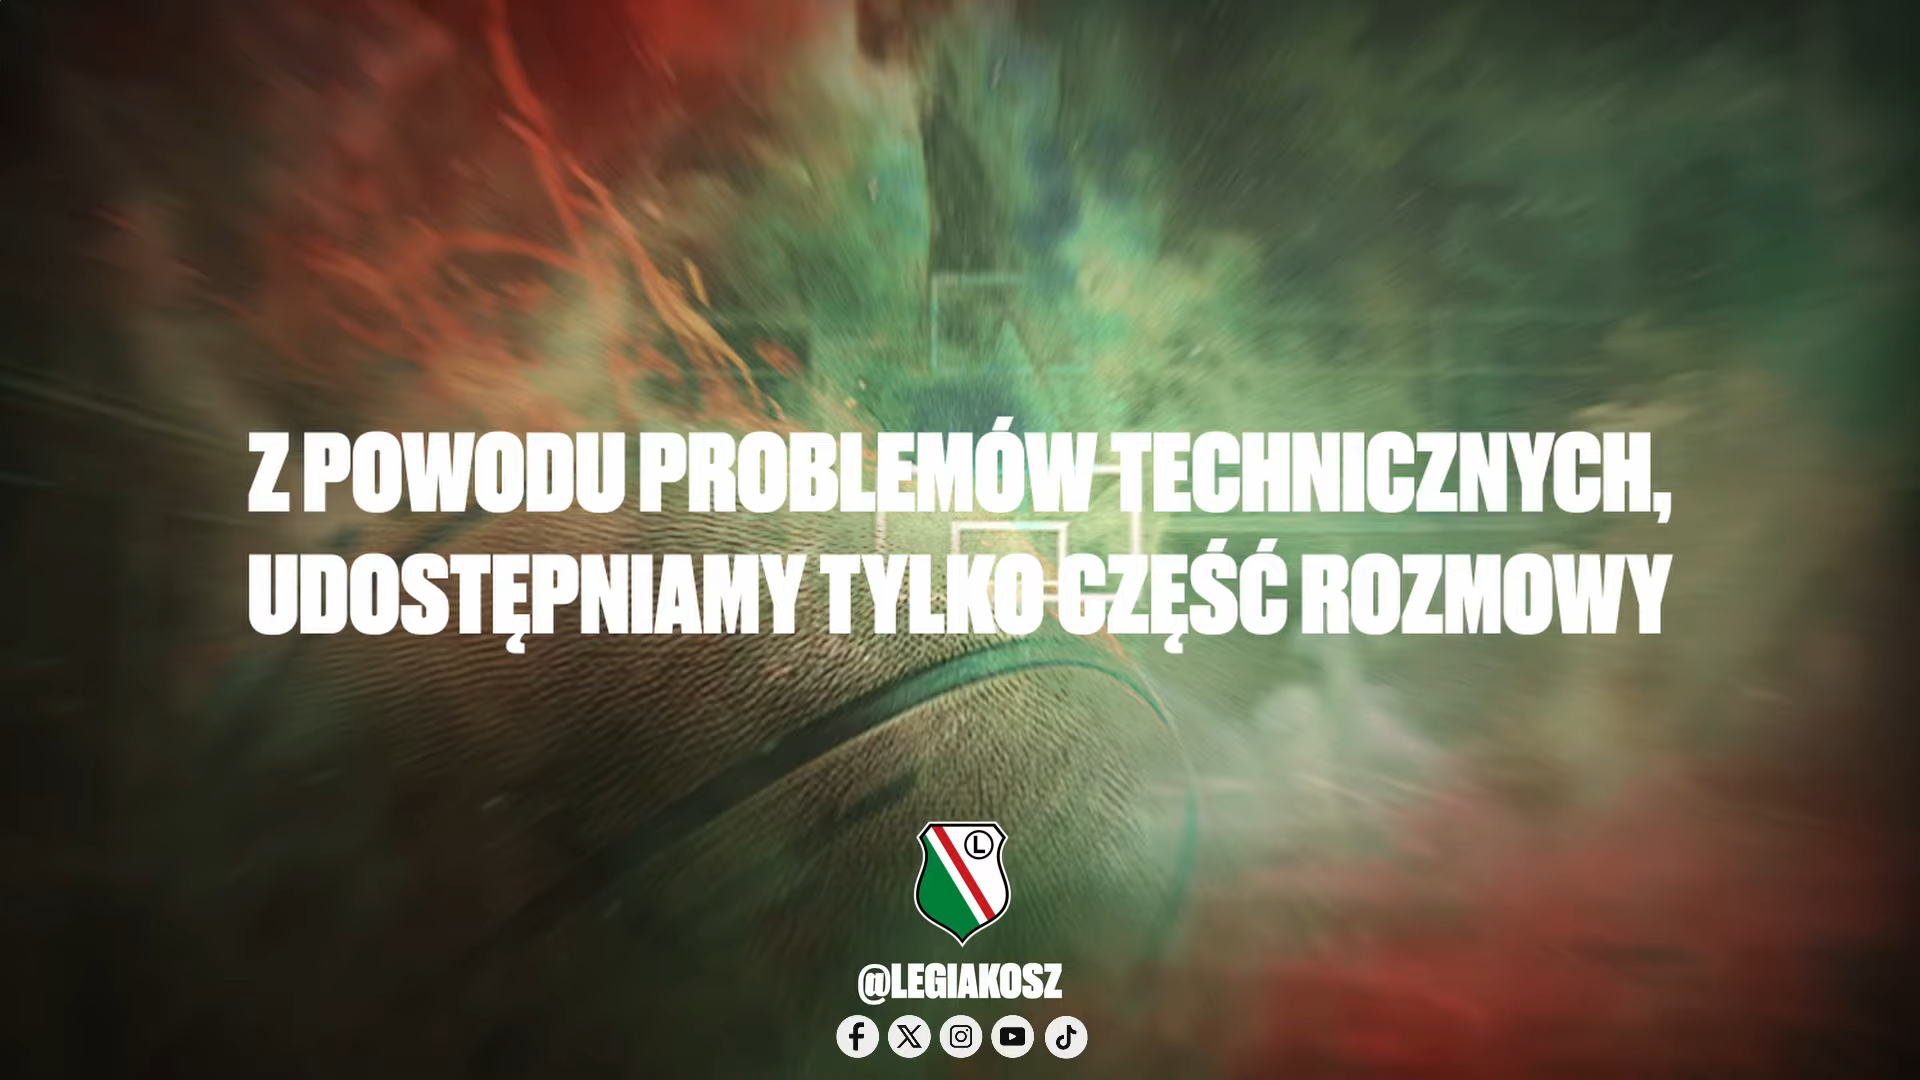 Z POWODU PROBLEMÓW TECHNICZNYCH,
UDOSTĘPNIAMY TYLKO CZĘŚĆ ROZMOWY
L
@LEGIAKOSZ